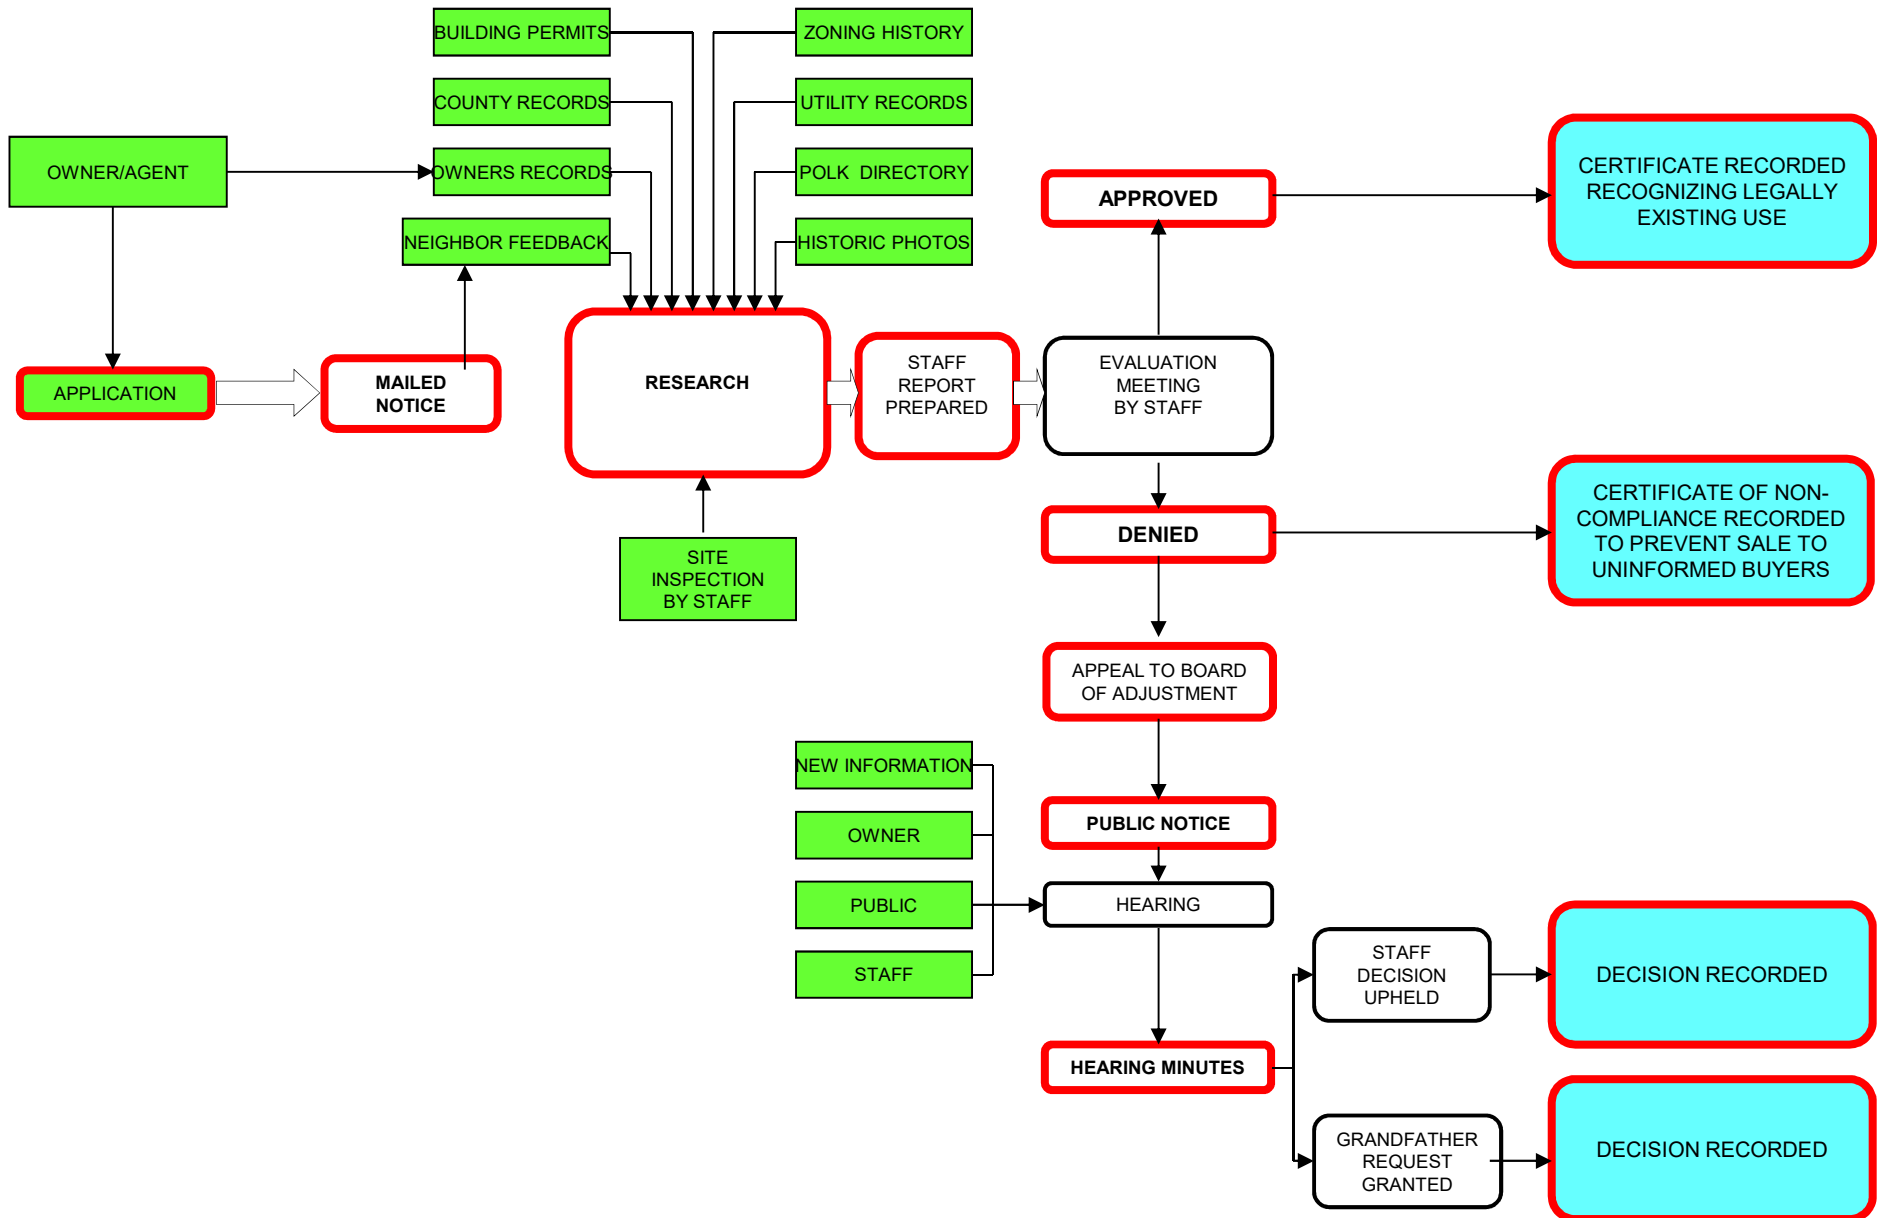 BUILDING PERMITS
ZONING HISTORY
COUNTY RECORDS
UTILITY RECORDS
OWNER/AGENT
OWNERS RECORDS
POLK  DIRECTORY
NEIGHBOR FEEDBACK
HISTORIC PHOTOS
APPROVED
CERTIFICATE RECORDED
RECOGNIZING LEGALLY
EXISTING USE
APPLICATION
MAILED
NOTICE
RESEARCH
STAFF
REPORT
PREPARED
EVALUATION
MEETING
BY STAFF
SITE
INSPECTION
BY STAFF
DENIED
CERTIFICATE OF NON-
COMPLIANCE RECORDED
TO PREVENT SALE TO
UNINFORMED BUYERS
APPEAL TO BOARD
OF ADJUSTMENT
NEW INFORMATION
OWNER
PUBLIC
STAFF
PUBLIC NOTICE
HEARING
HEARING MINUTES
STAFF
DECISION
UPHELD
DECISION RECORDED
GRANDFATHER
REQUEST
GRANTED
DECISION RECORDED